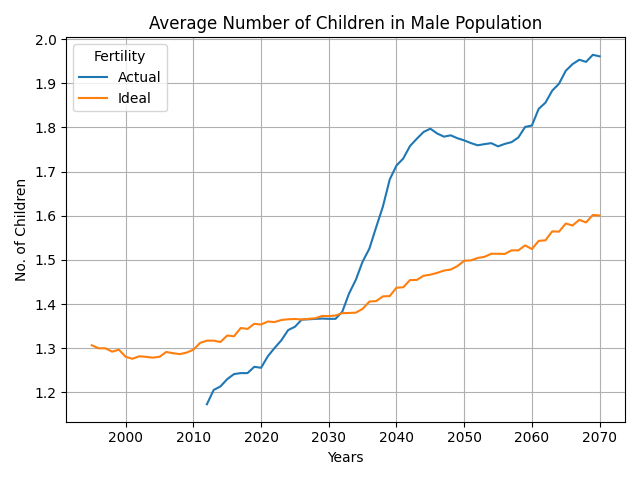 Average Number of Children in Male Population
Fertility
Actual
Ideal
No. of Children
2.0
1.9
1.8
1.7
1.6
1.5
1.4
1.3
1.2
2000 2010 2020 2030 2040 2050 2060 2070
Years